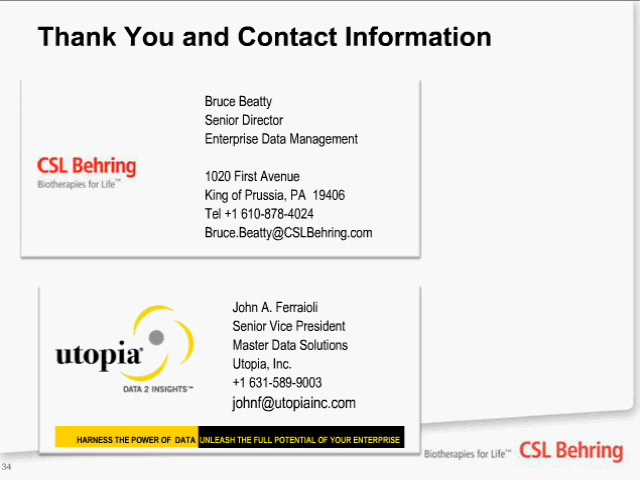 Thank You and Contact Information
Bruce Beatty
Senior Director
Enterprise Data Management
CSL Behring
Biotherapies for Life™
1020 First Avenue
King of Prussia, PA 19406
Tel +1 610-878-4024
Bruce.Beatty@CSLBehring.com
utopia®
DATA 2 INSIGHTS™
John A. Ferraioli
Senior Vice President
Master Data Solutions
Utopia, Inc.
+1 631-589-9003
johnf@utopiainc.com
HARNESS THE POWER OF DATA UNLEASH THE FULL POTENTIAL OF YOUR ENTERPRISE
Biotherapies for Life™ CSL Behring
34